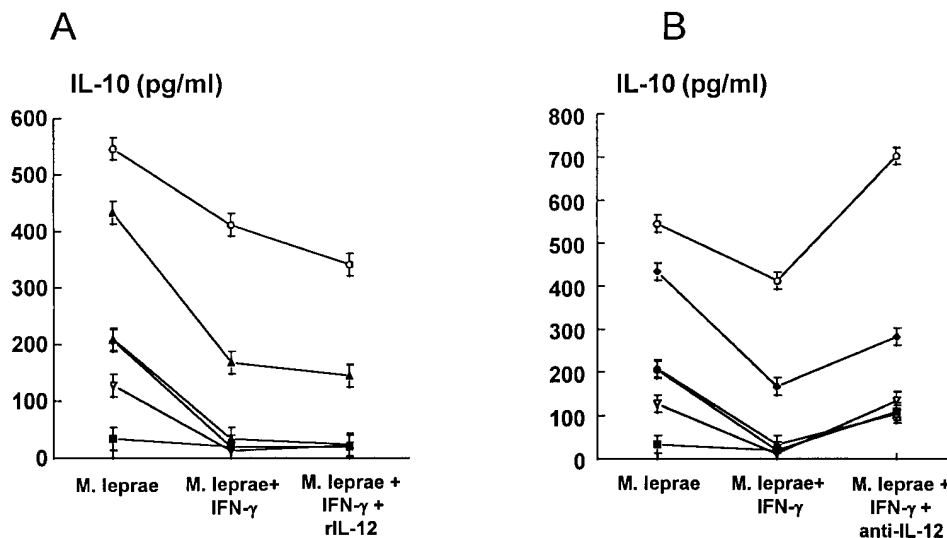 A
IL-10 (pg/ml)
600
500
400
300
200
100
0
M. leprae
M. leprae+
IFN-γ
M. leprae +
IFN-γ +
rIL-12
B
IL-10 (pg/ml)
800
700
600
500
400
300
200
100
0
M. leprae
M. leprae+
IFN-γ
M. leprae +
IFN-γ +
anti-IL-12